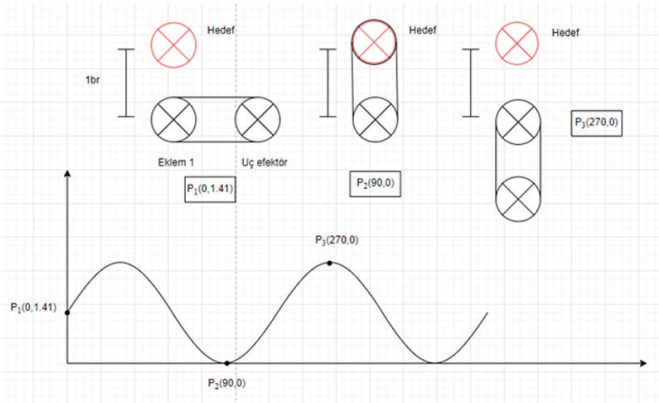 Hedef
Hedef
Hedef
1br
P₃(270,0)
Eklem 1
Uç efektör
P₁(0,1.41)
P₂(90,0)
P₃(270,0)
P₁(0,1.41)
P₂(90,0)